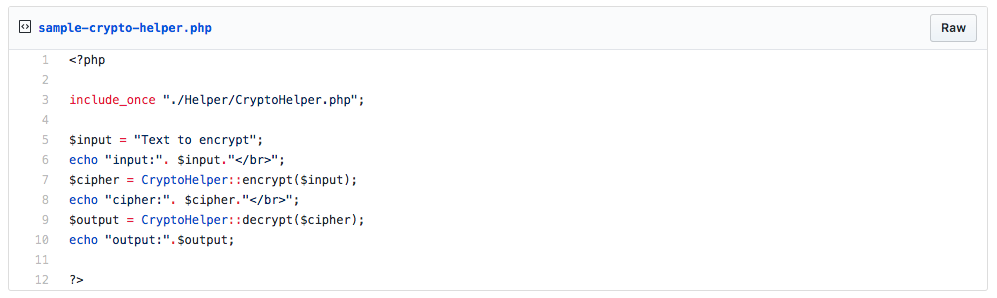 sample-crypto-helper.php
Raw
1 <?php
2
3 include_once "./Helper/CryptoHelper.php";
4
5 $input = "Text to encrypt";
6 echo "input:". $input."</br>";
7 $cipher = CryptoHelper::encrypt($input);
8 echo "cipher:". $cipher."</br>";
9 $output = CryptoHelper::decrypt($cipher);
10 echo "output:".$output;
11
12 ?>